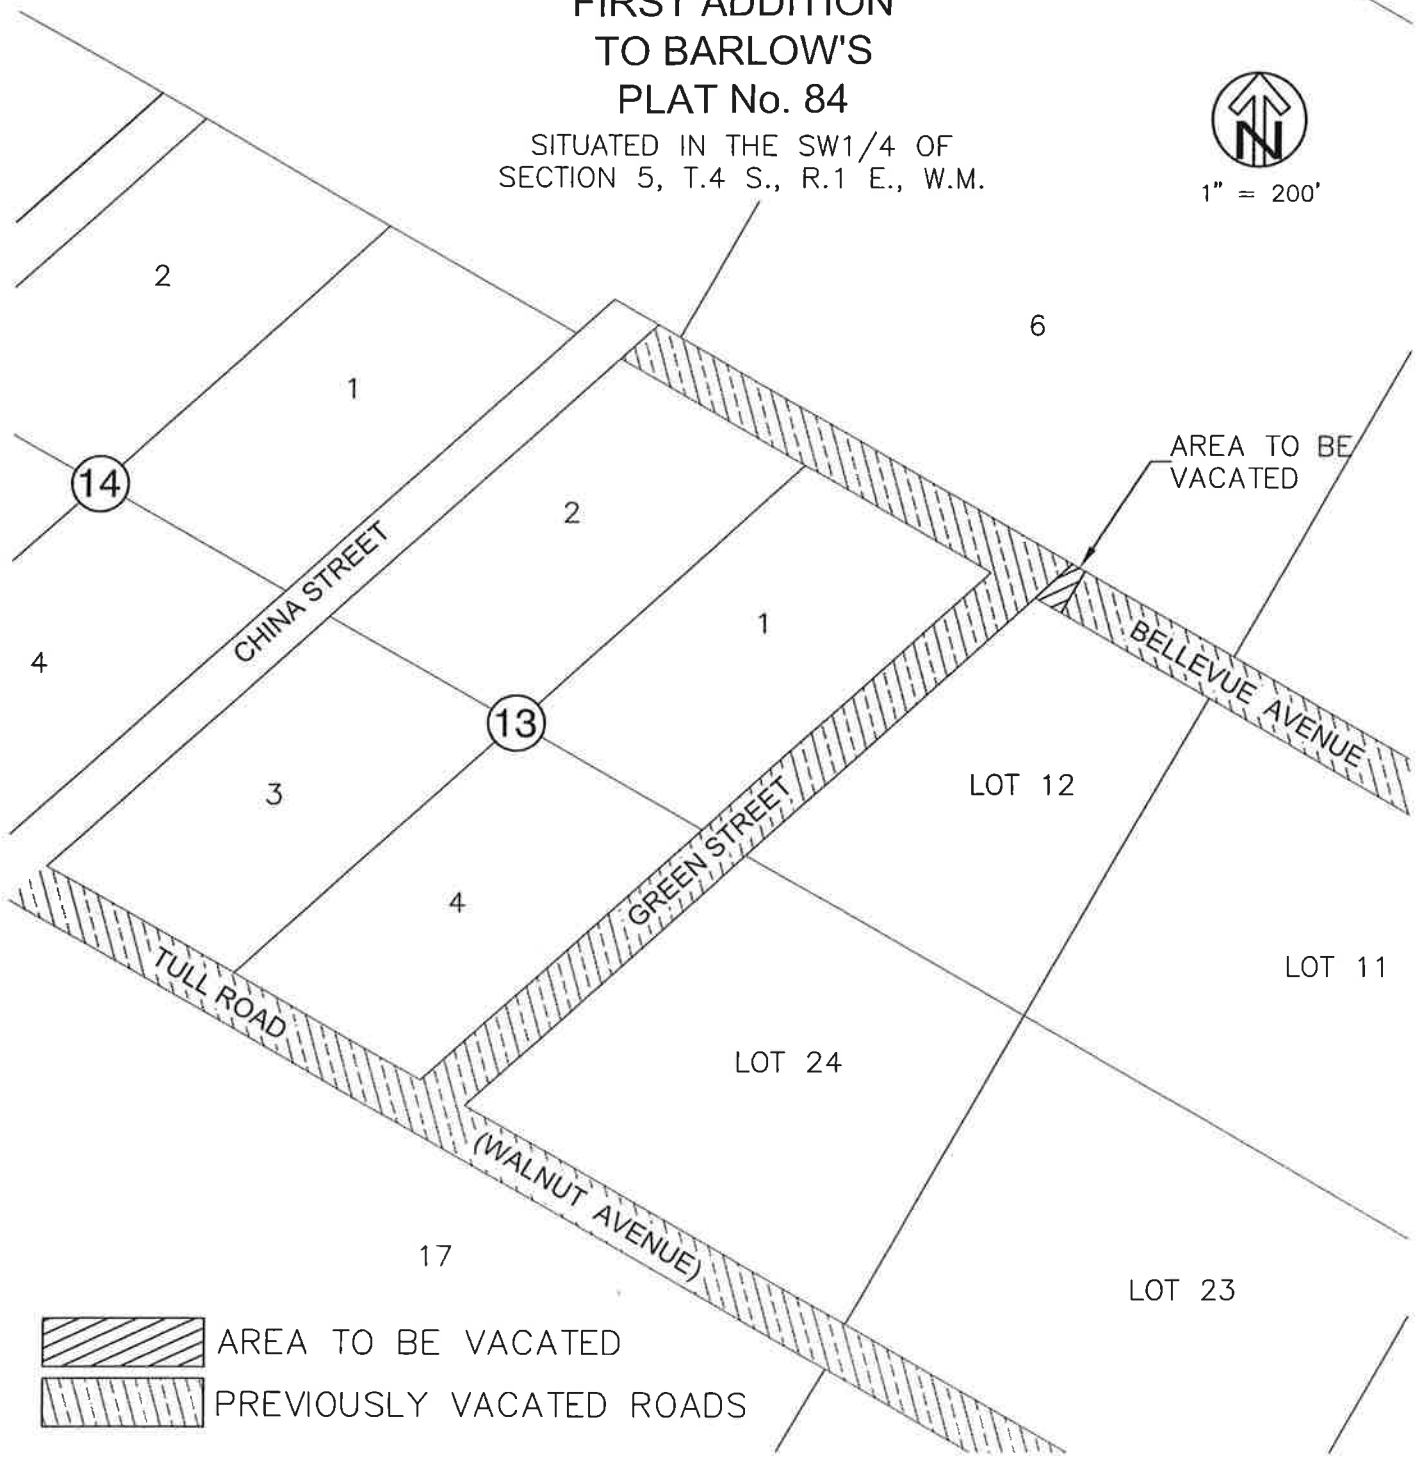 FIRST ADDITION
TO BARLOW'S
PLAT No. 84
SITUATED IN THE SW1/4 OF
SECTION 5, T.4 S., R.1 E., W.M.
N
1" = 200'
2
6
1
AREA TO BE
VACATED
14
2
CHINA STREET
1
BELLEVUE AVENUE
4
13
LOT 12
3
GREEN STREET
4
LOT 11
TULL ROAD
LOT 24
(WALNUT AVENUE)
17
LOT 23
AREA TO BE VACATED
PREVIOUSLY VACATED ROADS